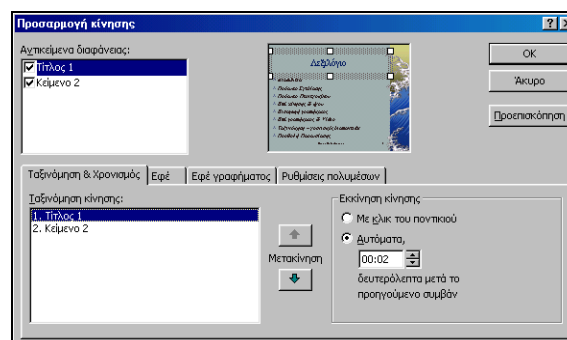 Προσαρμογή κίνησης
Αντικείμενα διαφάνειας:
Τίτλος 1
Κείμενο 2
Λεξιλόγιο
OK
Άκυρο
Προεπισκόπηση
Ταξινόμηση & Χρονισμός
Εφέ
Εφέ γραφήματος
Ρυθμίσεις πολυμέσων
Ταξινόμηση κίνησης:
1. Τίτλος 1
2. Κείμενο 2
Μετακίνηση
Εκκίνηση κίνησης
Με κλικ του ποντικιού
Αυτόματα,
00:02
δευτερόλεπτα μετά το
προηγούμενο συμβάν